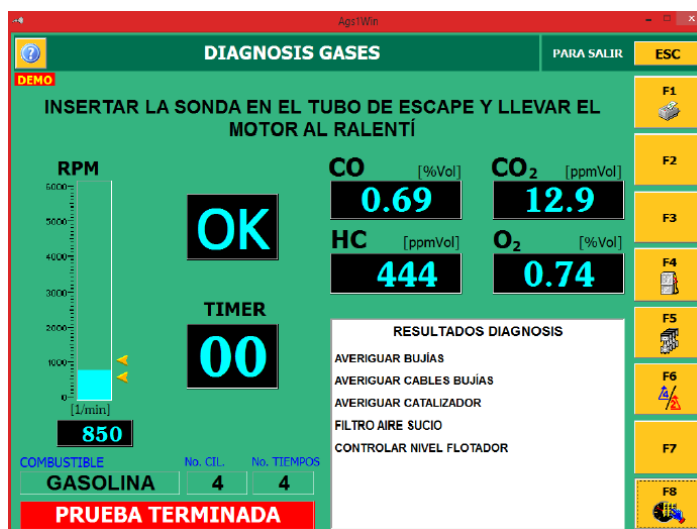 Ags1Win
DIAGNOSIS GASES
PARA SALIR
ESC
DEMO
INSERTAR LA SONDA EN EL TUBO DE ESCAPE Y LLEVAR EL
MOTOR AL RALENTÍ
F1
F2
F3
F4
F5
F6
F7
F8
RPM
6000
5000
4000
3000
2000
1000
0
[1/min]
850
OK
TIMER
00
CO [%Vol]
0.69
CO2 [ppmVol]
12.9
HC [ppmVol]
444
O2 [%Vol]
0.74
RESULTADOS DIAGNOSIS
AVERIGUAR BUJÍAS
AVERIGUAR CABLES BUJÍAS
AVERIGUAR CATALIZADOR
FILTRO AIRE SUCIO
CONTROLAR NIVEL FLOTADOR
COMBUSTIBLE No. CIL. No. TIEMPOS
GASOLINA 4 4
PRUEBA TERMINADA